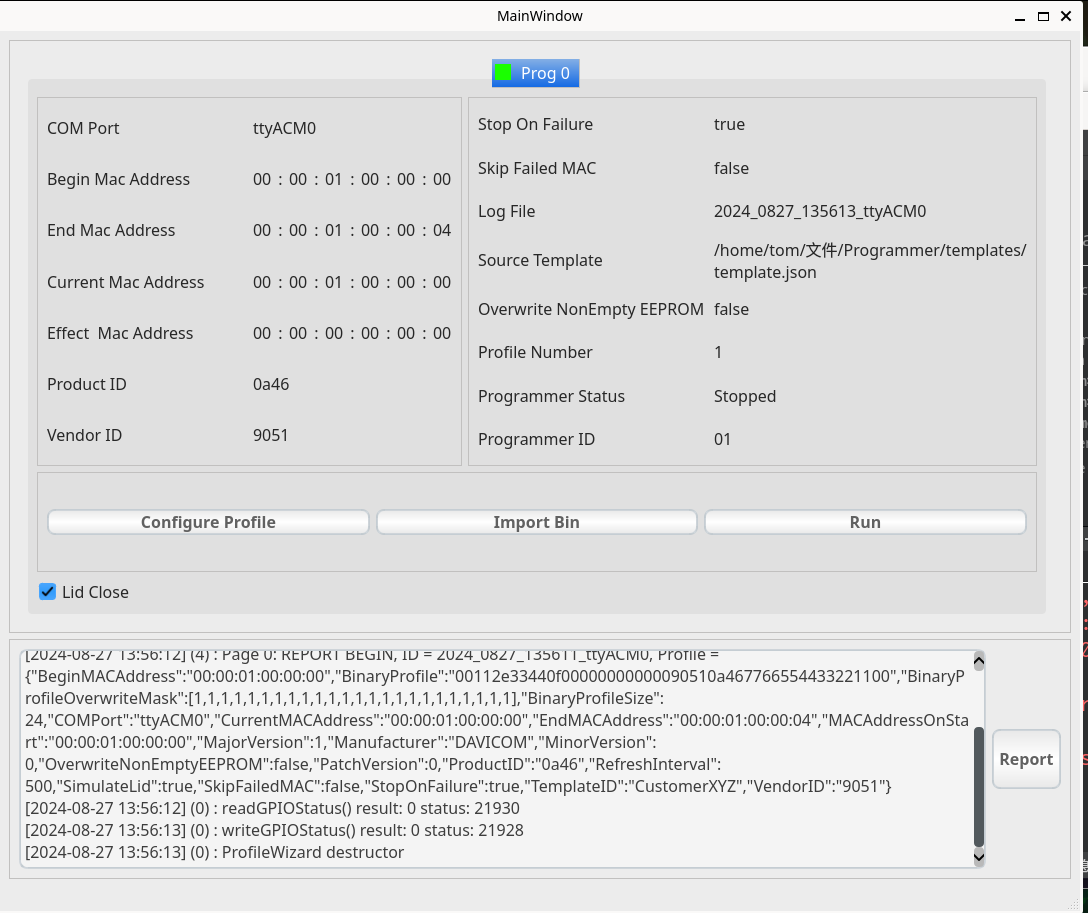 MainWindow
Prog 0
COM Port ttyACM0
Begin Mac Address 00 : 00 : 01 : 00 : 00 : 00
End Mac Address 00 : 00 : 01 : 00 : 00 : 04
Current Mac Address 00 : 00 : 01 : 00 : 00 : 00
Effect  Mac Address 00 : 00 : 00 : 00 : 00 : 00
Product ID 0a46
Vendor ID 9051
Stop On Failure true
Skip Failed MAC false
Log File 2024_0827_135613_ttyACM0
Source Template /home/tom/文件/Programmer/templates/
template.json
Overwrite NonEmpty EEPROM false
Profile Number 1
Programmer Status Stopped
Programmer ID 01
Configure Profile Import Bin Run
Lid Close
[2024-08-27 13:56:12] (4) : Page 0: REPORT BEGIN, ID = 2024_0827_135611_ttyACM0, Profile =
{"BeginMACAddress":"00:00:01:00:00:00","BinaryProfile":"00112e33440f00000000000090510a467766554433221100","BinaryP
rofileOverwriteMask":[1,1,1,1,1,1,1,1,1,1,1,1,1,1,1,1,1,1,1,1,1,1,1,1],"BinaryProfileSize":
24,"COMPort":"ttyACM0","CurrentMACAddress":"00:00:01:00:00:00","EndMACAddress":"00:00:01:00:00:04","MACAddressOnSta
rt":"00:00:01:00:00:00","MajorVersion":1,"Manufacturer":"DAVICOM","MinorVersion":
0,"OverwriteNonEmptyEEPROM":false,"PatchVersion":0,"ProductID":"0a46","RefreshInterval":
500,"SimulateLid":true,"SkipFailedMAC":false,"StopOnFailure":true,"TemplateID":"CustomerXYZ","VendorID":"9051"}
[2024-08-27 13:56:12] (0) : readGPIOStatus() result: 0 status: 21930
[2024-08-27 13:56:13] (0) : writeGPIOStatus() result: 0 status: 21928
[2024-08-27 13:56:13] (0) : ProfileWizard destructor
Report